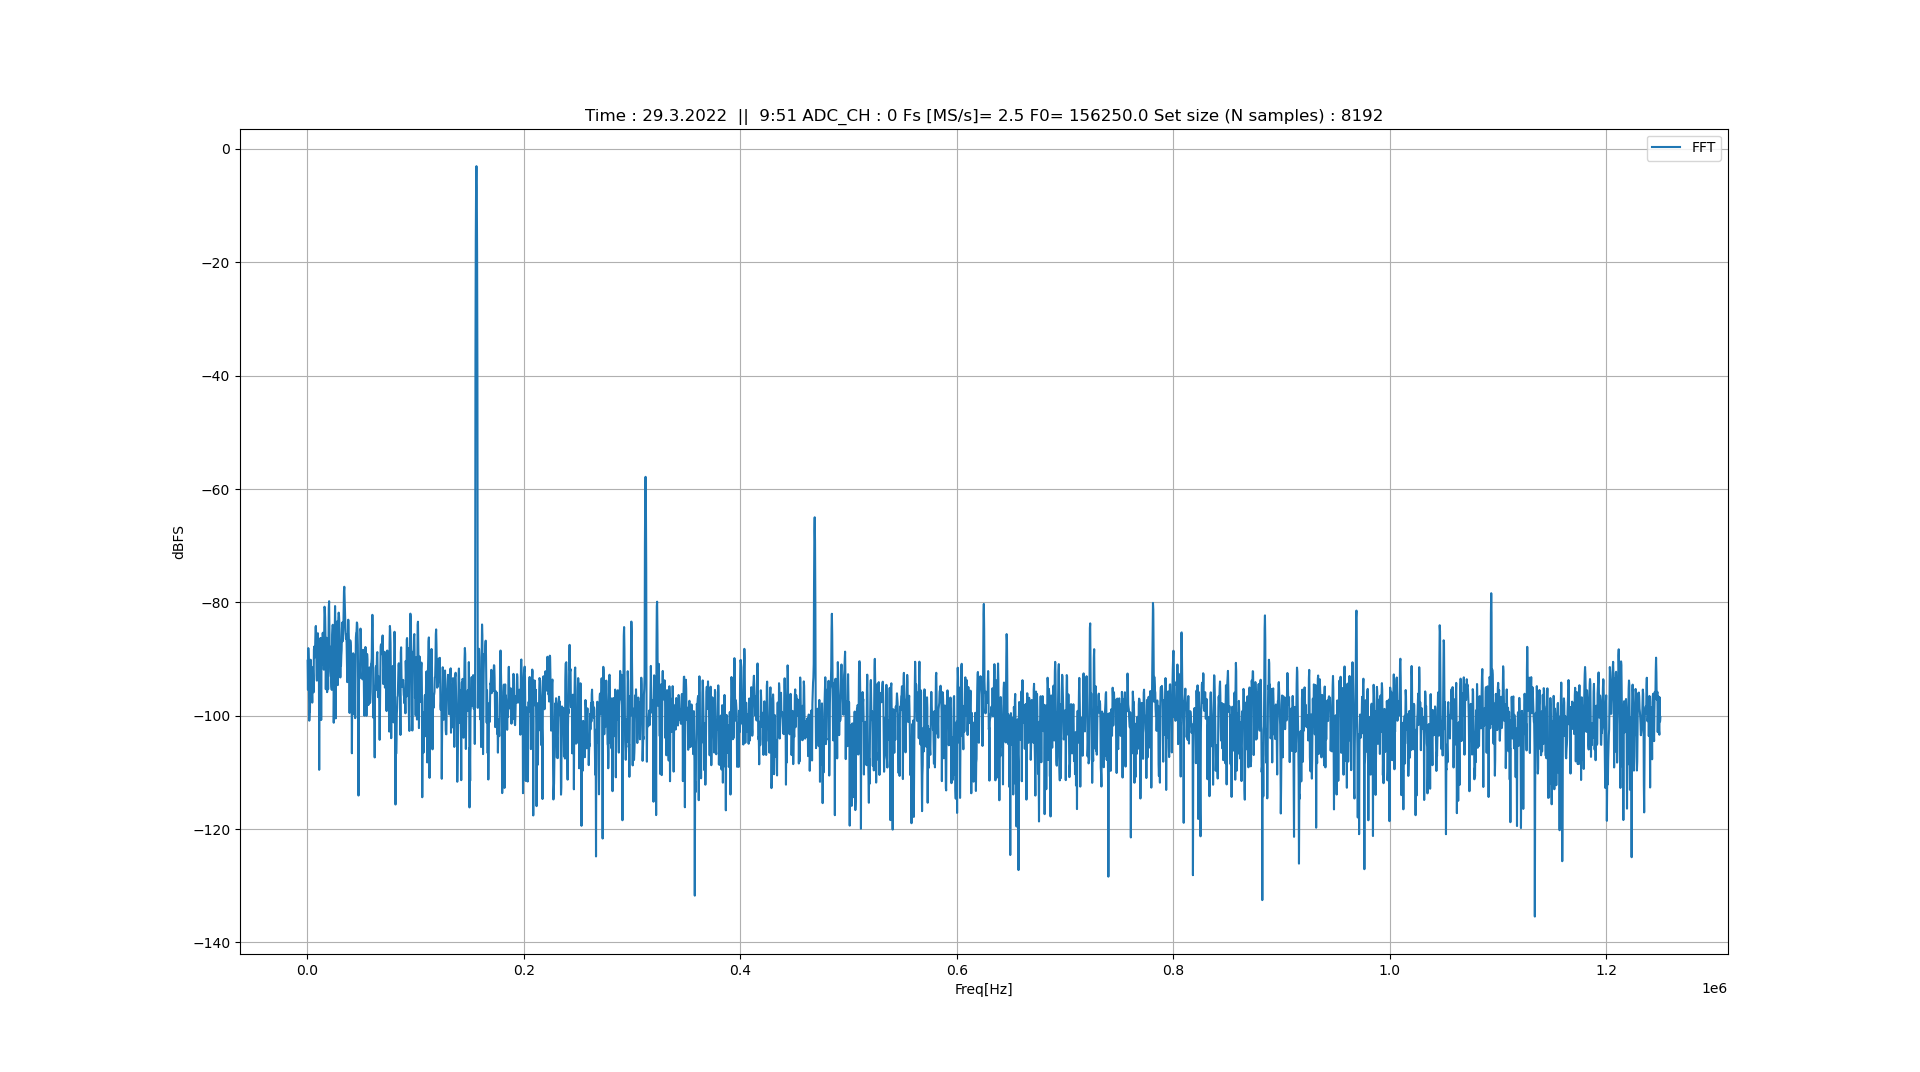 Time : 29.3.2022  ||  9:51 ADC_CH : 0 Fs [MS/s]= 2.5 F0= 156250.0 Set size (N samples) : 8192
FFT
0
−20
−40
−60
−80
−100
−120
−140
dBFS
0.0 0.2 0.4 0.6 0.8 1.0 1.2
Freq[Hz]
1e6